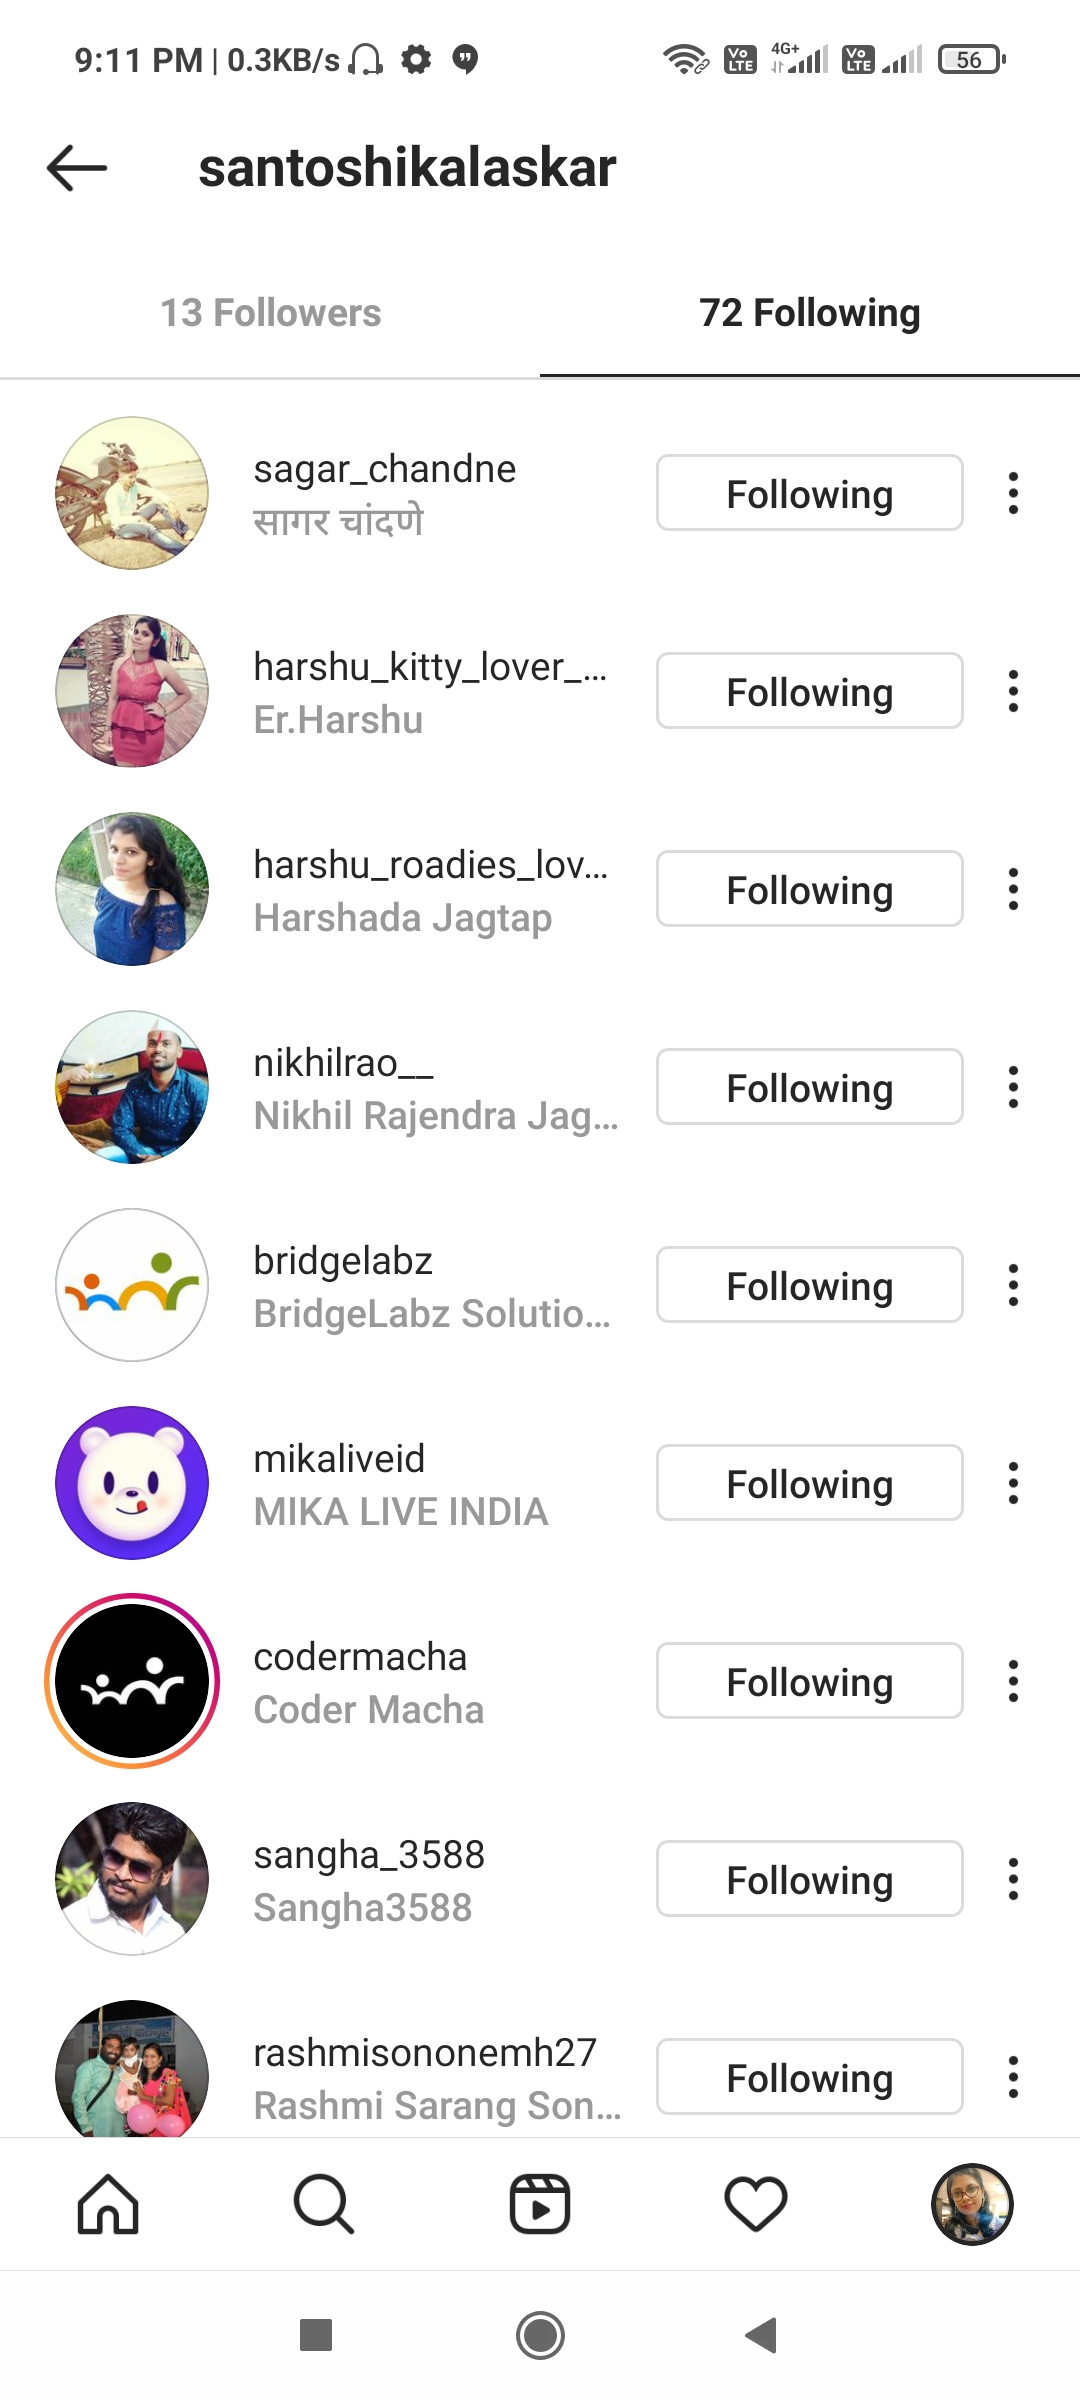 9:11 PM | 0.3KB/s Vo LTE 4G+ Vo LTE 56
santoshikalaskar
13 Followers 72 Following
sagar_chandne Following
सागर चांदणे
harshu_kitty_lover_... Following
Er.Harshu
harshu_roadies_lov... Following
Harshada Jagtap
nikhilrao__ Following
Nikhil Rajendra Jag...
bridgelabz Following
BridgeLabz Solutio...
mikaliveid Following
MIKA LIVE INDIA
codermacha Following
Coder Macha
sangha_3588 Following
Sangha3588
rashmisononemh27 Following
Rashmi Sarang Son...